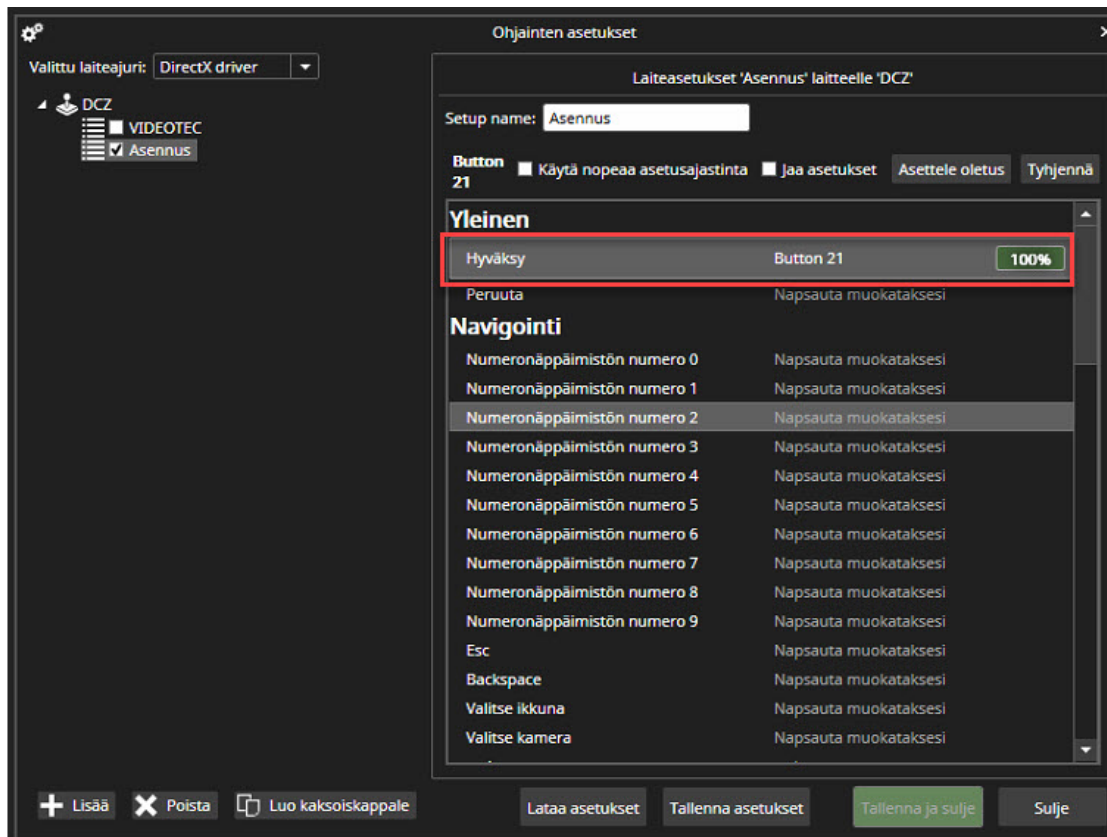 Ohjainten asetukset
Valittu laiteajuri: DirectX driver
DCZ
VIDEOTEC
Asennus
Laiteasetukset 'Asennus' laitteelle 'DCZ'
Setup name: Asennus
Button 21 Käytä nopeaa asetusajastinta Jaa asetukset Asettele oletus Tyhjennä
Yleinen
Hyväksy Button 21 100%
Peruuta Napsauta muokataksesi
Navigointi
Numeronäppäimistön numero 0 Napsauta muokataksesi
Numeronäppäimistön numero 1 Napsauta muokataksesi
Numeronäppäimistön numero 2 Napsauta muokataksesi
Numeronäppäimistön numero 3 Napsauta muokataksesi
Numeronäppäimistön numero 4 Napsauta muokataksesi
Numeronäppäimistön numero 5 Napsauta muokataksesi
Numeronäppäimistön numero 6 Napsauta muokataksesi
Numeronäppäimistön numero 7 Napsauta muokataksesi
Numeronäppäimistön numero 8 Napsauta muokataksesi
Numeronäppäimistön numero 9 Napsauta muokataksesi
Esc Napsauta muokataksesi
Backspace Napsauta muokataksesi
Valitse ikkuna Napsauta muokataksesi
Valitse kamera Napsauta muokataksesi
Lisää Poista Luo kaksoiskappale Lataa asetukset Tallenna asetukset Tallenna ja sulje Sulje